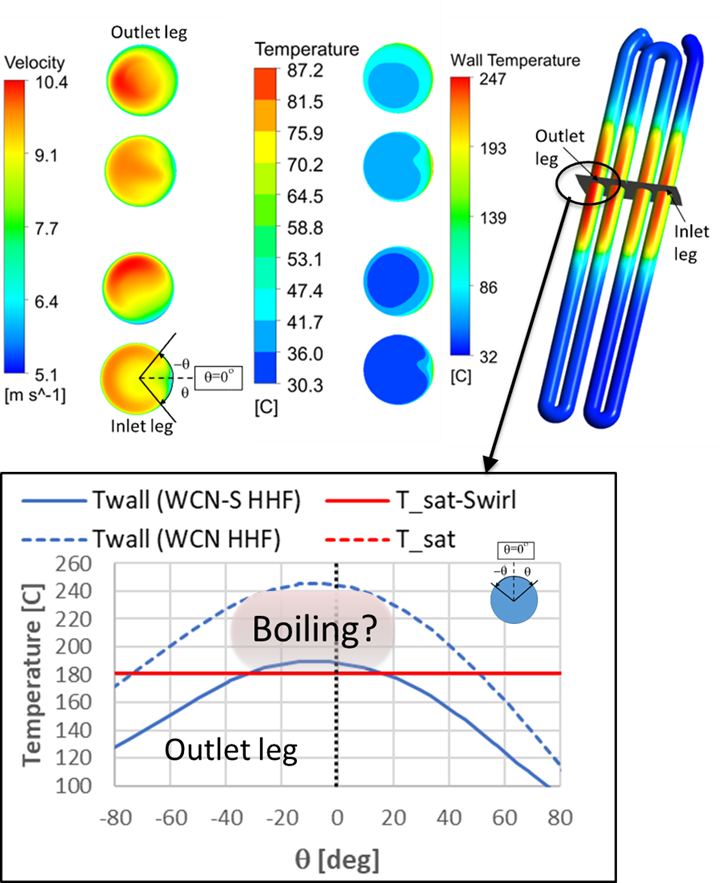 Outlet leg
Velocity
10.4
9.1
7.7
6.4
5.1
[m s^-1]
−θ
θ
θ=0°
Inlet leg
Temperature
87.2
81.5
75.9
70.2
64.5
58.8
53.1
47.4
41.7
36.0
30.3
[C]
Wall Temperature
247
193
139
86
32
[C]
Outlet
leg
Inlet
leg
Twall (WCN-S HHF)
T_sat-Swirl
Twall (WCN HHF)
T_sat
θ=0°
−θ
θ
Temperature [C]
260
240
220
200
180
160
140
120
100
Boiling?
Outlet leg
-80
-60
-40
-20
0
20
40
60
80
θ [deg]